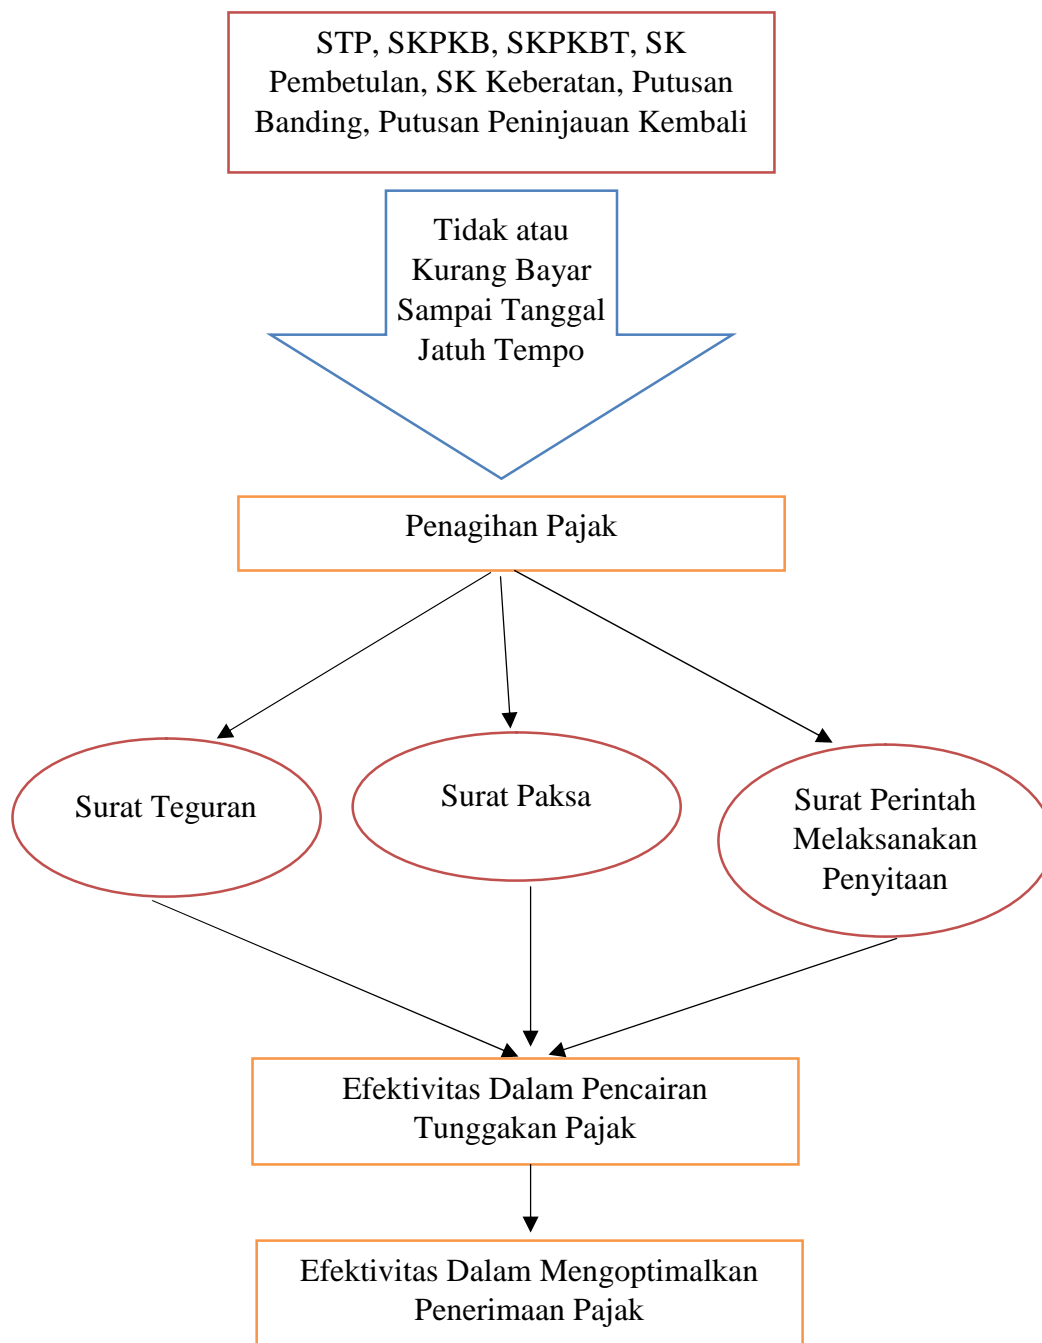 STP, SKPKB, SKPKBT, SK
Pembetulan, SK Keberatan, Putusan
Banding, Putusan Peninjauan Kembali
Tidak atau
Kurang Bayar
Sampai Tanggal
Jatuh Tempo
Penagihan Pajak
Surat Teguran
Surat Paksa
Surat Perintah
Melaksanakan
Penyitaan
Efektivitas Dalam Pencairan
Tunggakan Pajak
Efektivitas Dalam Mengoptimalkan
Penerimaan Pajak